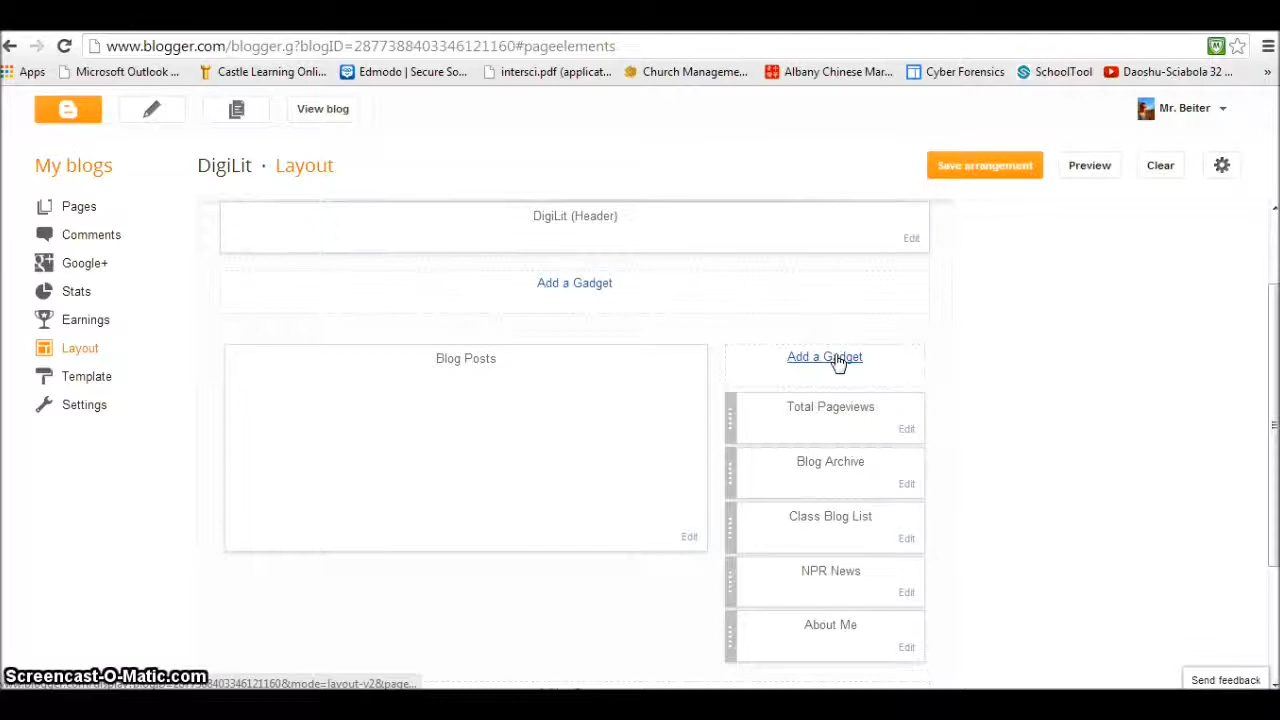 www.blogger.com/blogger.g?blogID=2877388403346121160#pageelements
Apps Microsoft Outlook ... Castle Learning Onli... Edmodo | Secure So... intersci.pdf (applicat... Church Manageme... Albany Chinese Mar... Cyber Forensics SchoolTool Daoshu-Sciabola 32 ... »
View blog Mr. Beiter
My blogs DigiLit · Layout Save arrangement Preview Clear
Pages
Comments
Google+
Stats
Earnings
Layout
Template
Settings
DigiLit (Header)
Edit
Add a Gadget
Blog Posts
Edit
Add a Gadget
Total Pageviews
Edit
Blog Archive
Edit
Class Blog List
Edit
NPR News
Edit
About Me
Edit
Screencast-O-Matic.com
Send feedback